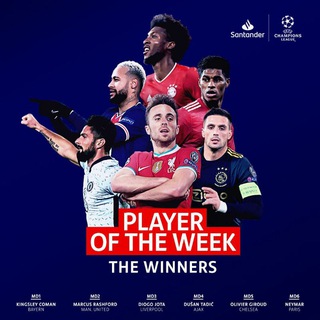 Santander
UEFA
CHAMPIONS
LEAGUE
PLAYER
OF THE WEEK
THE WINNERS
MD1 MD2 MD3 MD4 MD5 MD6
KINGSLEY COMAN MARCUS RASHFORD DIOGO JOTA DUŠAN TADIĆ OLIVIER GIROUD NEYMAR
BAYERN MAN. UNITED LIVERPOOL AJAX CHELSEA PARIS